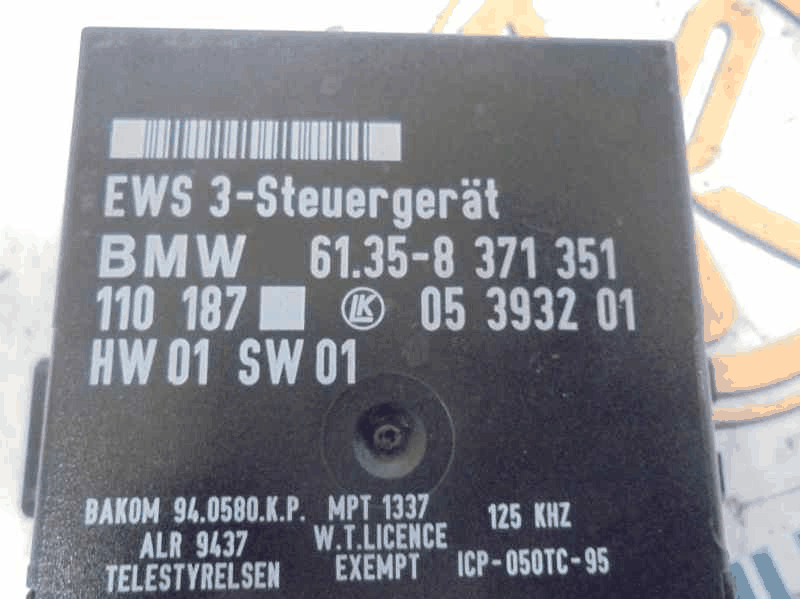 EWS 3-Steuergerät
BMW 61.35-8 371 351
110 187 LK 05 3932 01
HW 01 SW 01
BAKOM 94.0580.K.P. MPT 1337 125 KHZ
ALR 9437 W.T.LICENCE
TELESTYRELSEN EXEMPT ICP-050TC-95